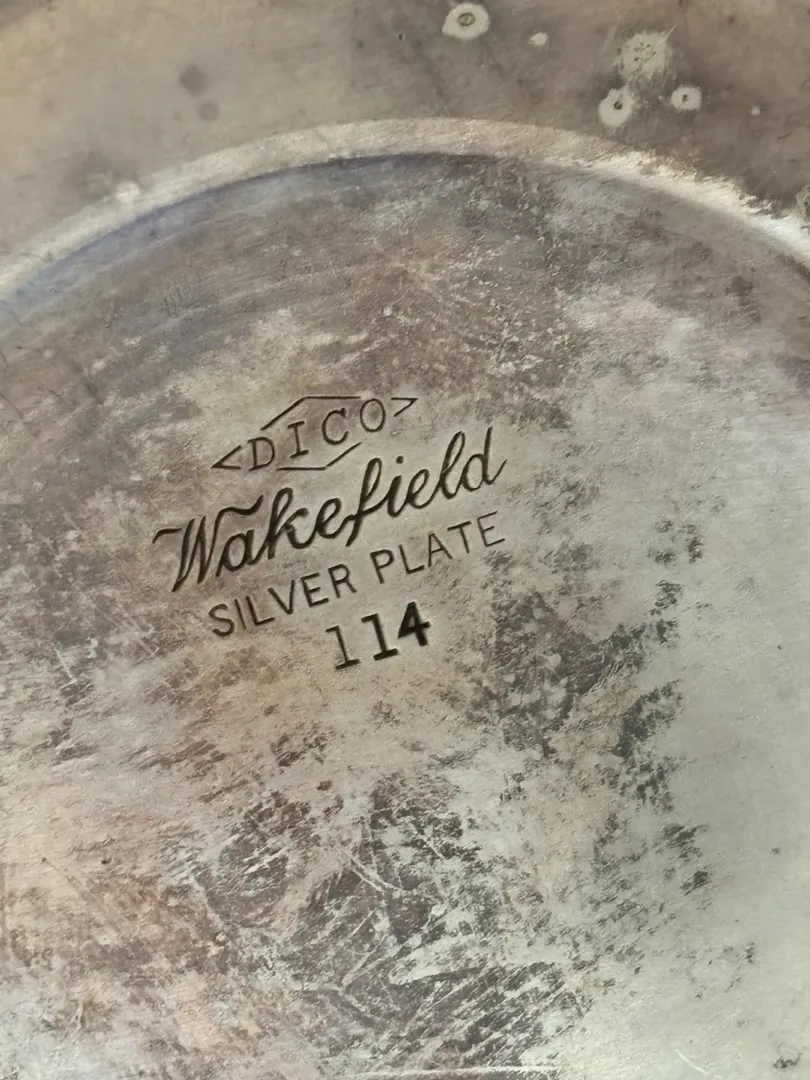 DICO
Wakefield
SILVER PLATE
114